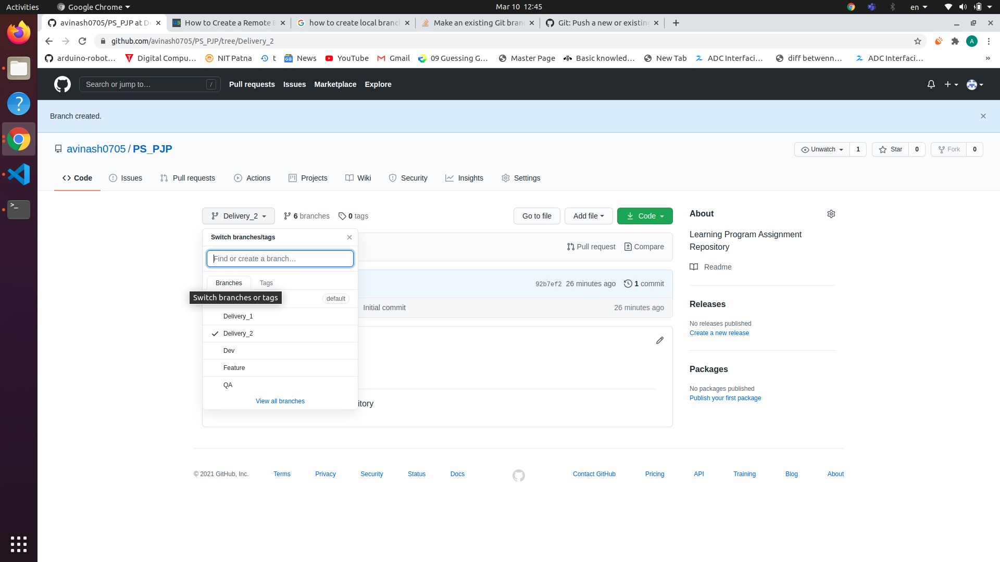 Activities Google Chrome Mar 10 12:45 en
avinash0705/PS_PJP at D How to Create a Remote how to create local branc Make an existing Git bran Git: Push a new or existing
github.com/avinash0705/PS_PJP/tree/Delivery_2 A
arduino-robot… Digital Compu… NIT Patna t News YouTube Gmail 09 Guessing G… Master Page Basic knowled… New Tab ADC Interfaci… diff betwenn… ADC Interfaci… »
Search or jump to… / Pull requests Issues Marketplace Explore
Branch created.
avinash0705 / PS_PJP Unwatch 1 Star 0 Fork 0
Code Issues Pull requests Actions Projects Wiki Security Insights Settings
Delivery_2 6 branches 0 tags Go to file Add file Code
Switch branches/tags
Find or create a branch…
Branches Tags
Switch branches or tags default
Delivery_1
Delivery_2
Dev
Feature
QA
View all branches
Pull request Compare
92b7ef2 26 minutes ago 1 commit
Initial commit 26 minutes ago
itory
About
Learning Program Assignment
Repository
Readme
Releases
No releases published
Create a new release
Packages
No packages published
Publish your first package
© 2021 GitHub, Inc. Terms Privacy Security Status Docs Contact GitHub Pricing API Training Blog About